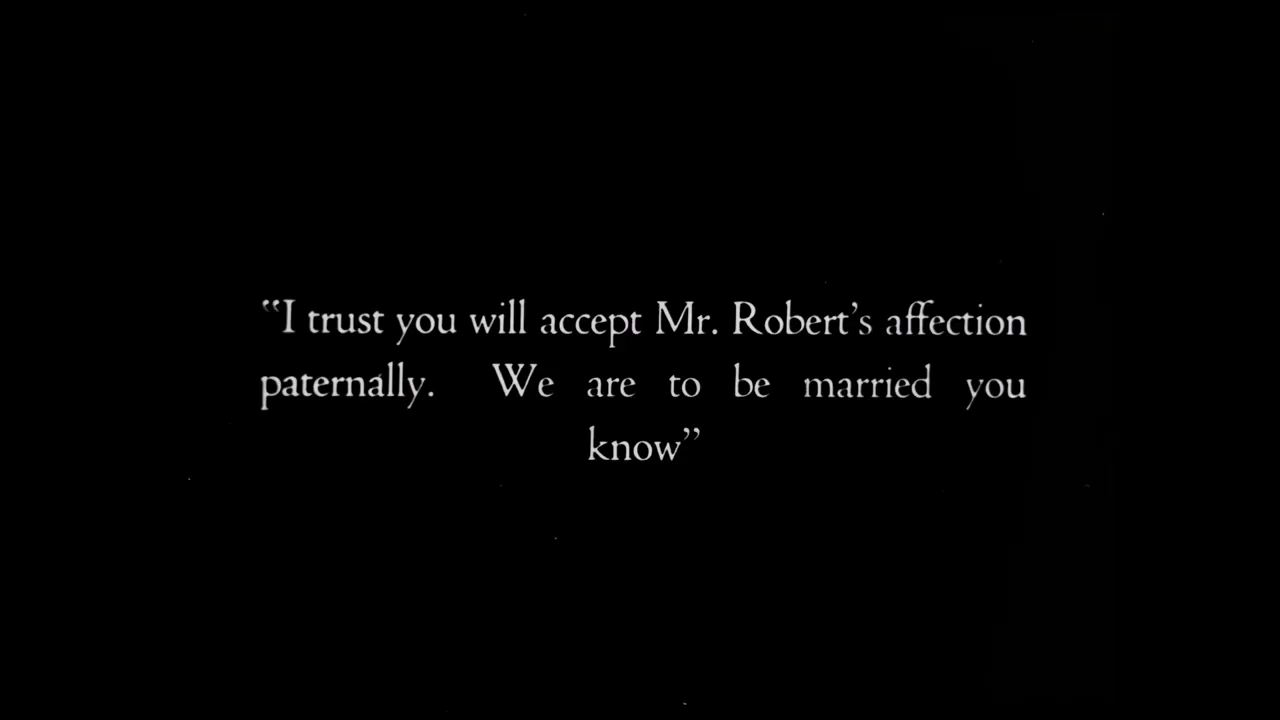 “I trust you will accept Mr. Robert’s affection
paternally. We are to be married you
know”